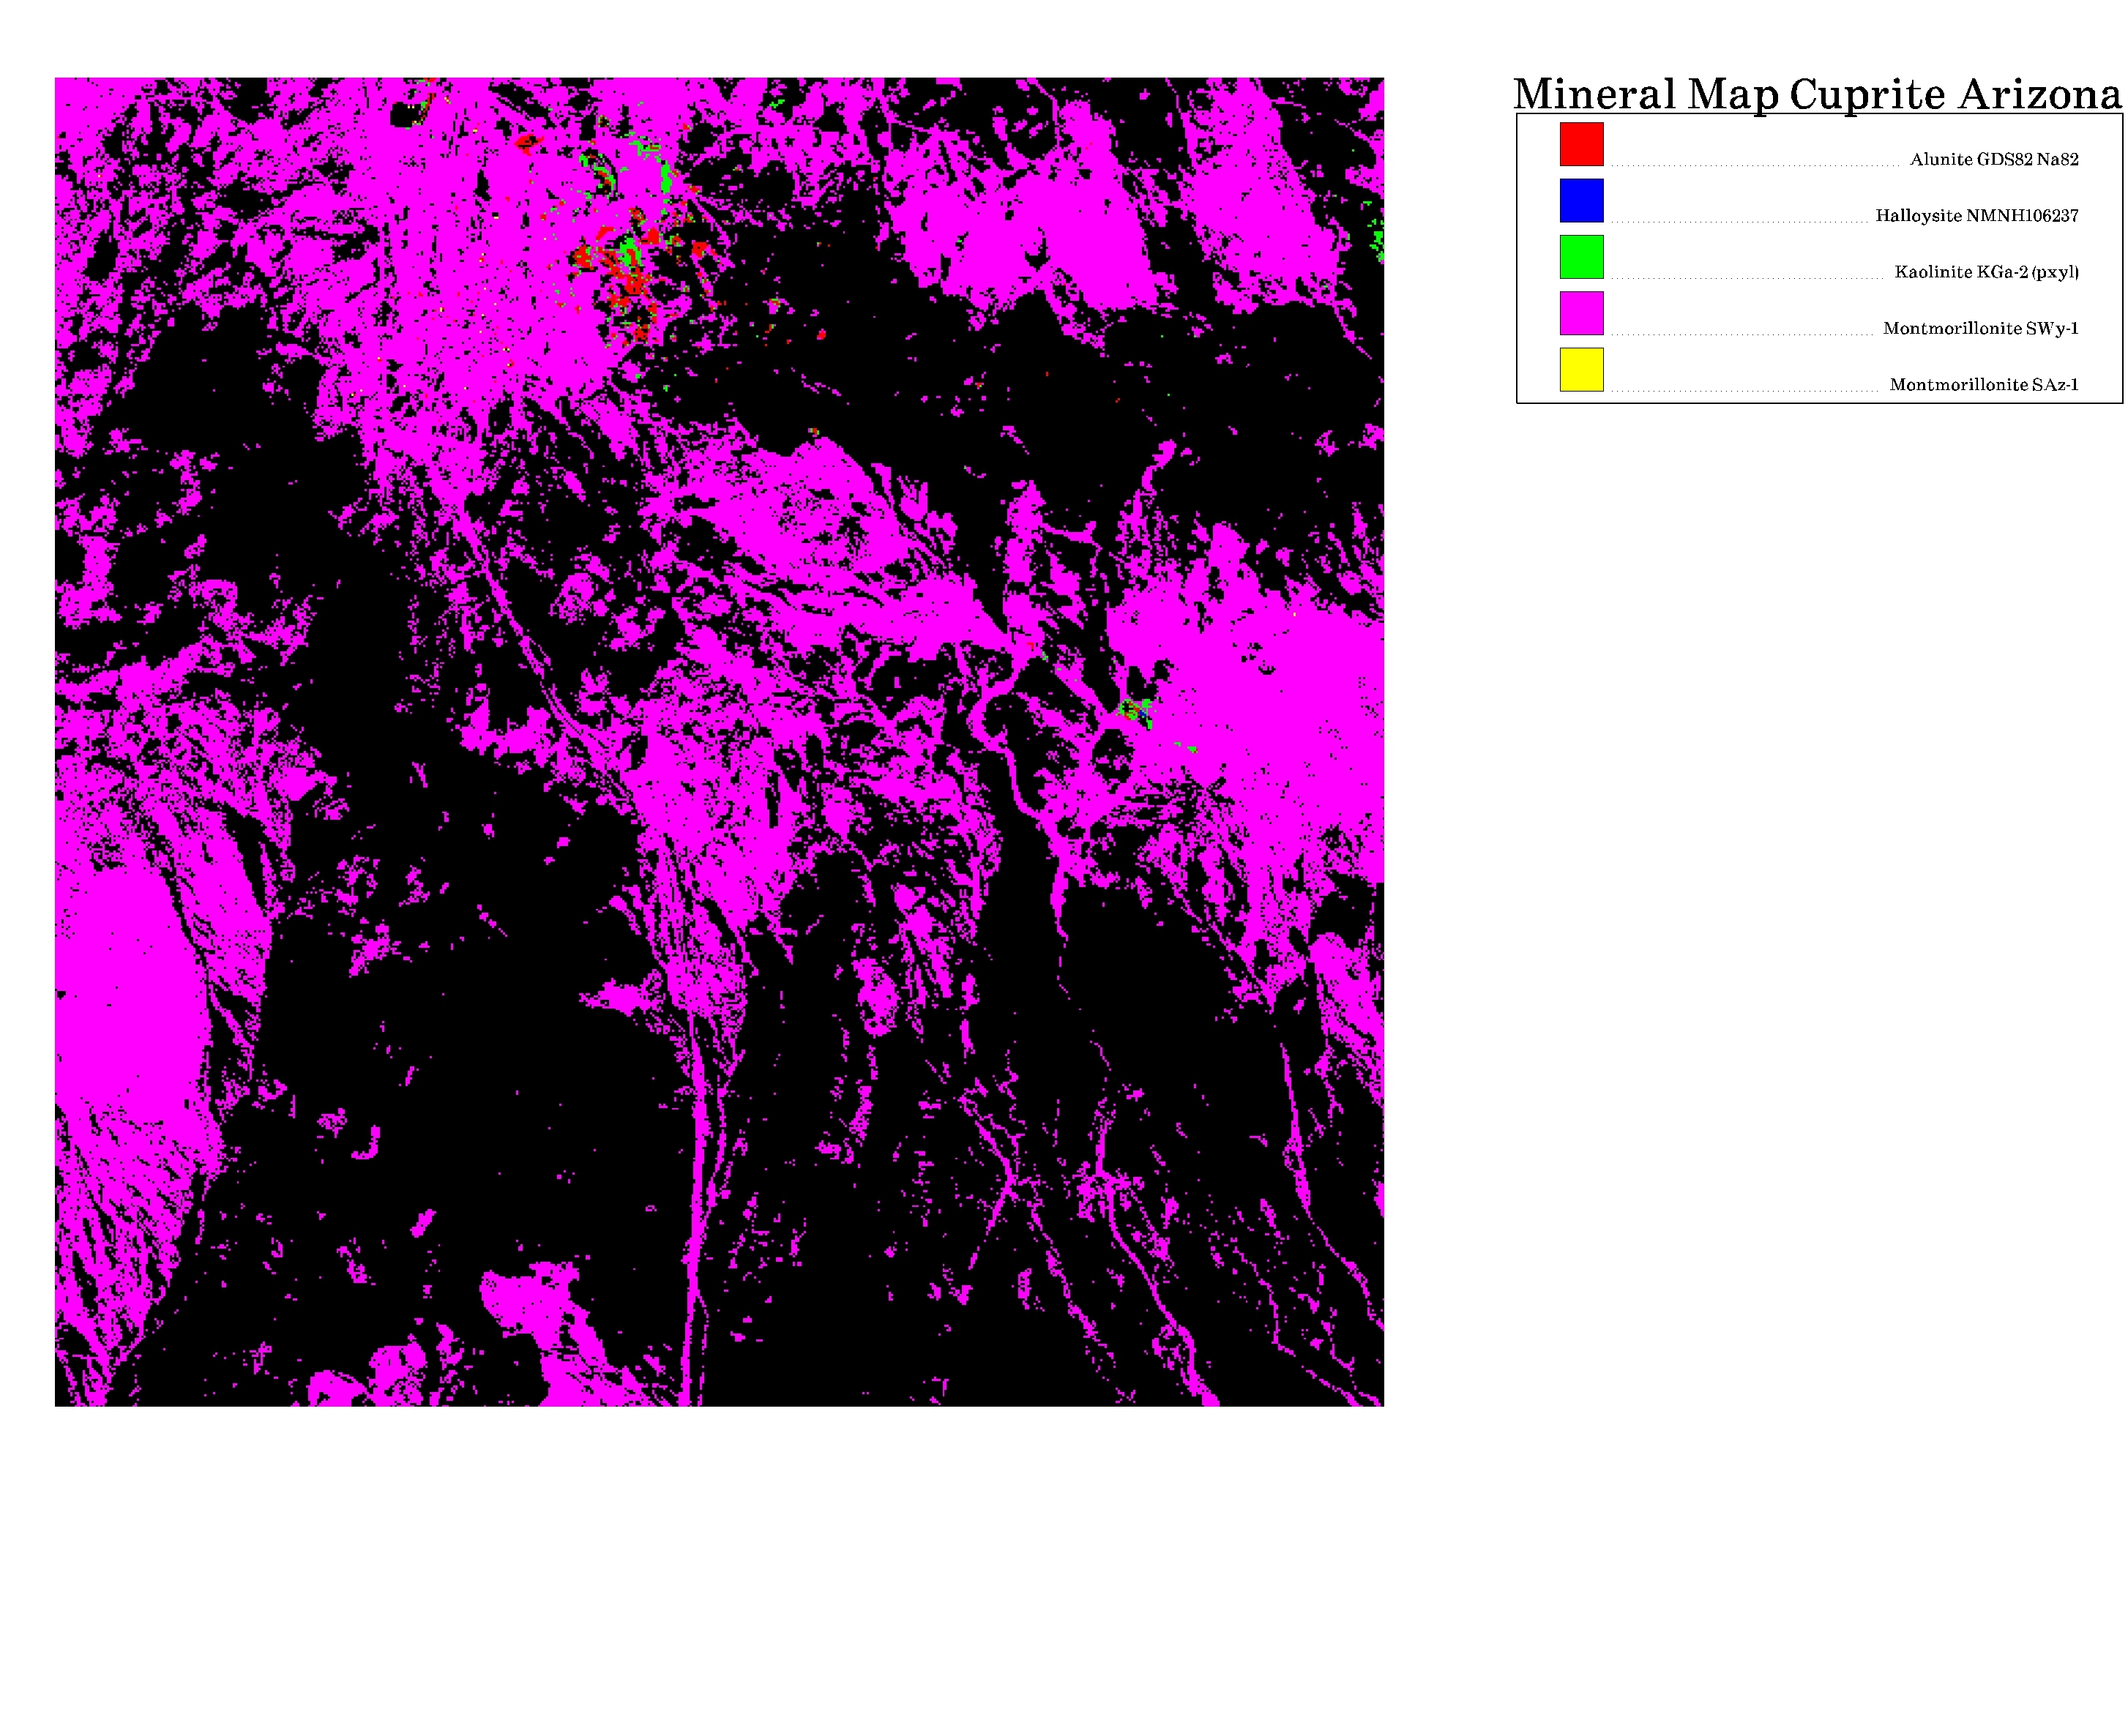 Mineral Map Cuprite Arizona
Alunite GDS82 Na82
Halloysite NMNH106237
Kaolinite KGa-2 (pxyl)
Montmorillonite SWy-1
Montmorillonite SAz-1